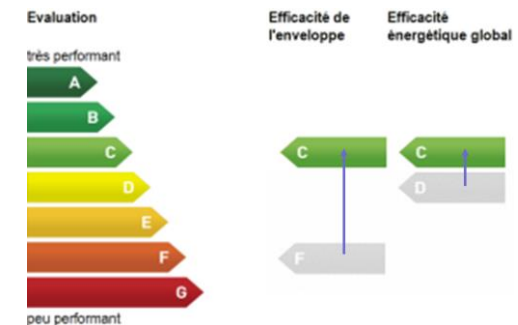 Evaluation
Efficacité de
l'enveloppe
Efficacité
énergétique global
très performant
A
B
C
C
C
D
D
E
F
F
G
peu performant